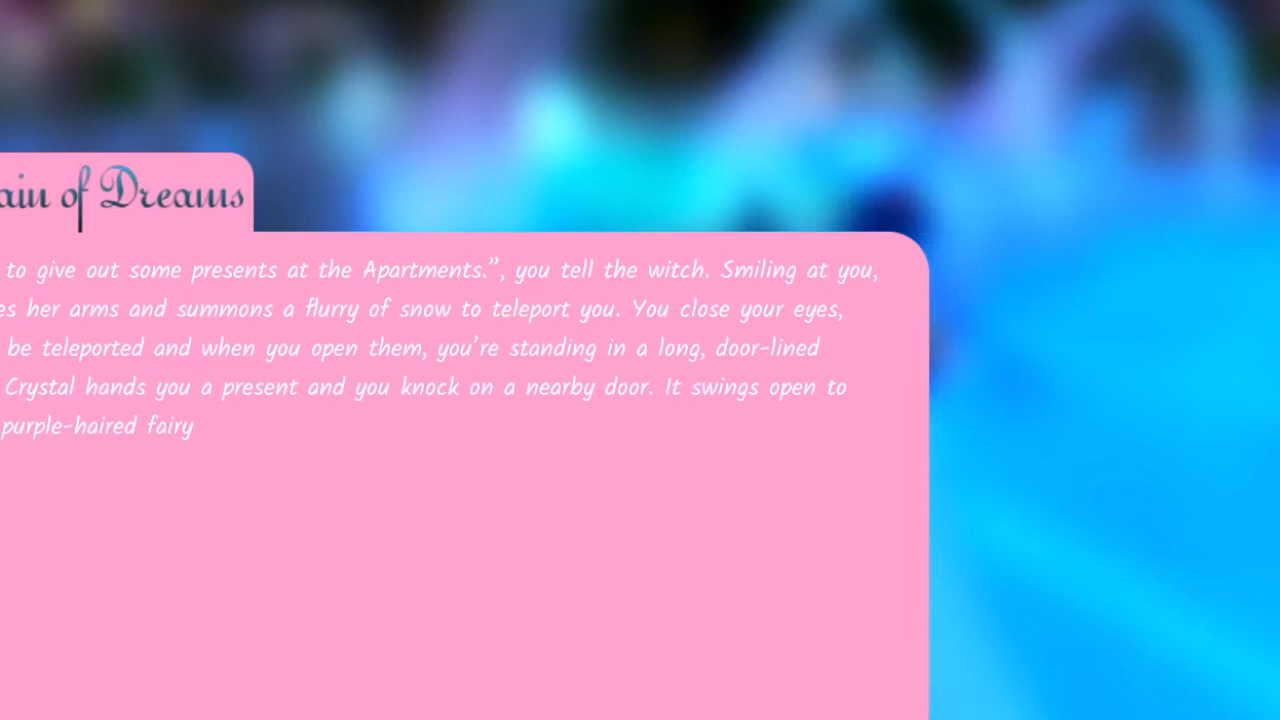 of Dreams
to give out some presents at the Apartments.”, you tell the witch. Smiling at you,
her arms and summons a flurry of snow to teleport you. You close your eyes,
be teleported and when you open them, you’re standing in a long, door-lined
Crystal hands you a present and you knock on a nearby door. It swings open to
purple-haired fairy